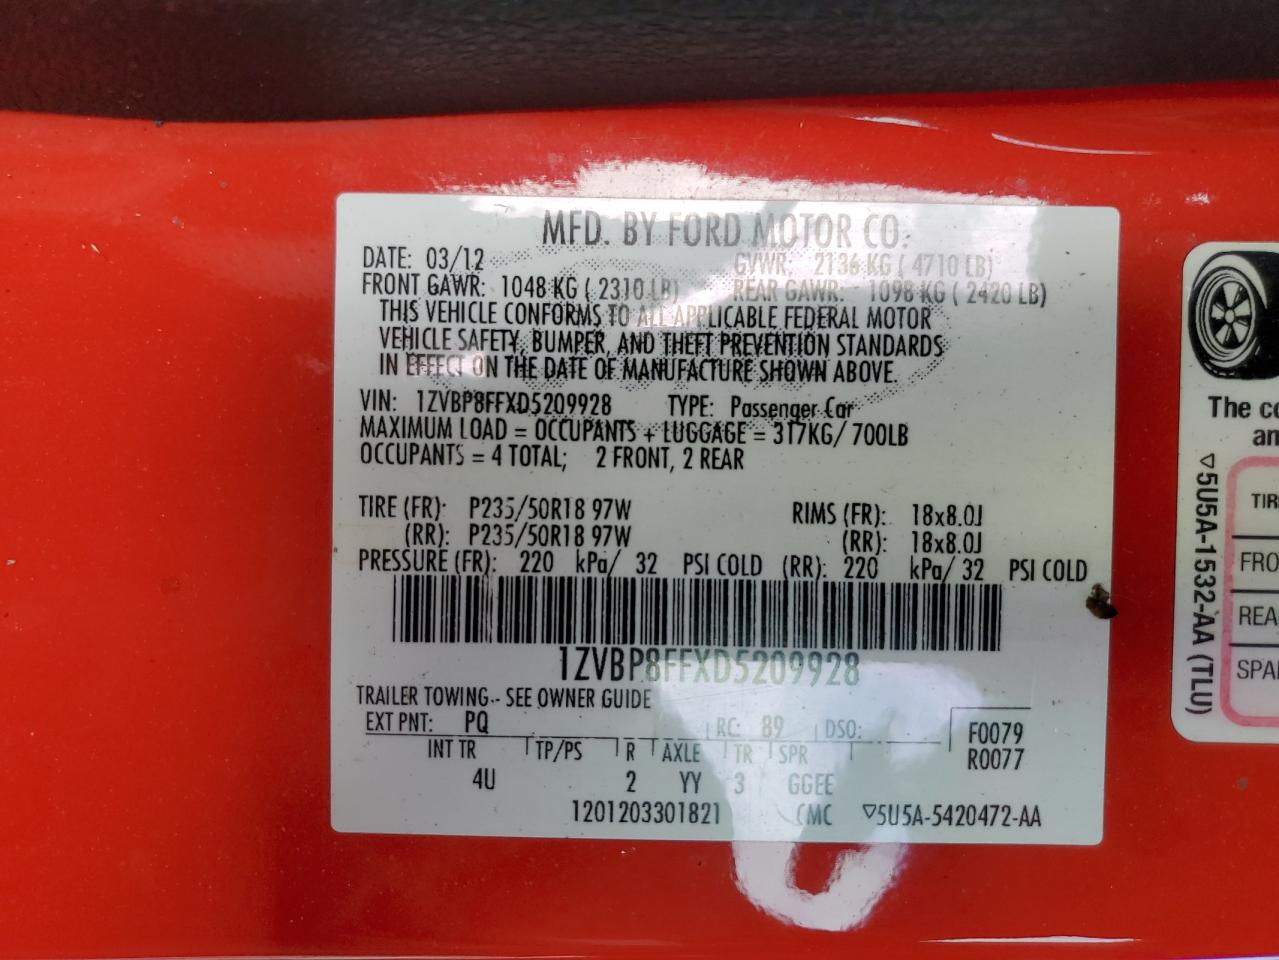 MFD. BY FORD MOTOR CO.
DATE: 03/12 GVWR: 2136 KG ( 4710 LB)
FRONT GAWR: 1048 KG ( 2310 LB) REAR GAWR: 1098 KG ( 2420 LB)
THIS VEHICLE CONFORMS TO ALL APPLICABLE FEDERAL MOTOR
VEHICLE SAFETY, BUMPER, AND THEFT PREVENTION STANDARDS
IN EFFECT ON THE DATE OF MANUFACTURE SHOWN ABOVE.
VIN: 1ZVBP8FFXD5209928 TYPE: Passenger Car
MAXIMUM LOAD = OCCUPANTS + LUGGAGE = 317KG/ 700LB
OCCUPANTS = 4 TOTAL; 2 FRONT, 2 REAR
TIRE (FR): P235/50R18 97W RIMS (FR): 18x8.0J
(RR): P235/50R18 97W (RR): 18x8.0J
PRESSURE (FR): 220 kPa/ 32 PSI COLD (RR): 220 kPa/ 32 PSI COLD
1ZVBP8FFXD5209928
TRAILER TOWING-- SEE OWNER GUIDE
EXT PNT: PQ RC: 89 DSO: F0079
INT TR TP/PS R AXLE TR SPR R0077
4U 2 YY 3 GGEE
1201203301821 CMC ▽5U5A-5420472-AA
The co
an
▽5U5A-1532-AA (TLU)
TIR
FRO
REA
SPA